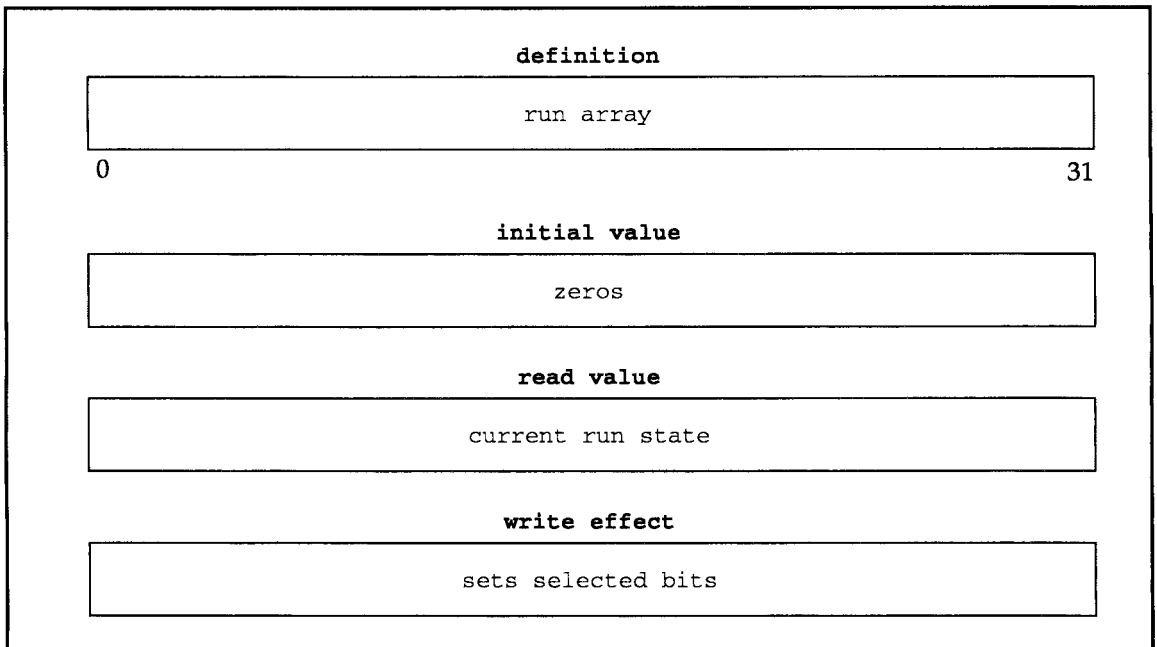 definition
run array
0 31
initial value
zeros
read value
current run state
write effect
sets selected bits